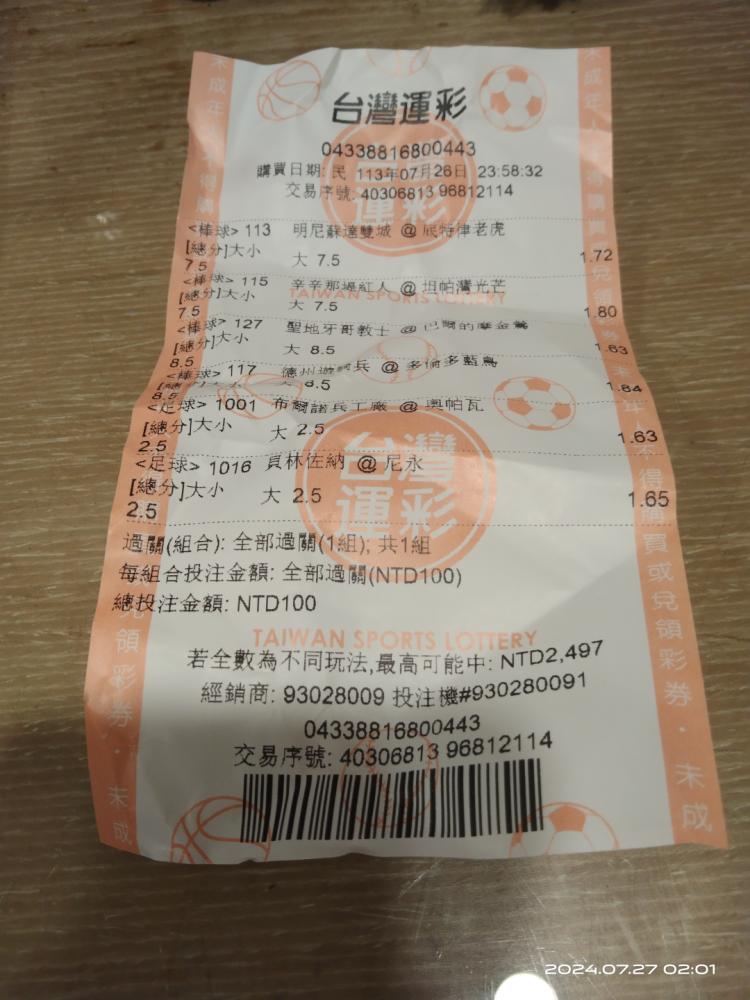 台灣運彩
04338816800443
購買日期: 民 113年07月26日 23:58:32
交易序號: 40306813 96812114
<棒球> 113 明尼蘇達雙城 @ 底特律老虎
[總分]大小 大 7.5 1.72
7.5
<棒球> 115 辛辛那堤紅人 @ 坦帕灣光芒
[總分]大小 大 7.5 1.80
7.5
<棒球> 127 聖地牙哥教士 @ 巴爾的摩金鶯
[總分]大小 大 8.5 1.63
8.5
<棒球> 117 德州遊騎兵 @ 多倫多藍鳥
8.5 1.64
8.5
<足球> 1001 布爾諾兵工廠 @ 奧帕瓦
[總分]大小 大 2.5 1.63
2.5
<足球> 1016 貝林佐納 @ 尼永
[總分]大小 大 2.5 1.65
2.5
台灣運彩
過關(組合): 全部過關(1組); 共1組
每組合投注金額: 全部過關(NTD100)
總投注金額: NTD100
TAIWAN SPORTS LOTTERY
若全數為不同玩法,最高可能中: NTD2,497
經銷商: 93028009 投注機#930280091
04338816800443
交易序號: 40306813 96812114
TAIWAN SPORTS LOTTERY
2024.07.27 02:01